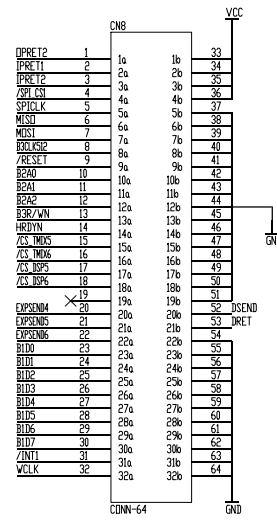 VCC
CN8
OPRET2 1 1a 1b 33
IPRET1 2 2a 2b 34
IPRET2 3 3a 3b 35
/SPI_CS1 4 4a 4b 36
SPICLK 5 5a 5b 37
MISO 6 6a 6b 38
MOSI 7 7a 7b 39
B3CLK512 8 8a 8b 40
/RESET 9 9a 9b 41
B2A0 10 10a 10b 42
B2A1 11 11a 11b 43
B2A2 12 12a 12b 44
B3R/WN 13 13a 13b 45
HRDYN 14 14a 14b 46
GN
/CS_TMIX5 15 15a 15b 47
/CS_TMIX6 16 16a 16b 48
/CS_DSP5 17 17a 17b 49
/CS_DSP6 18 18a 18b 50
19 19a 19b 51
EXPSEND4 20 20a 20b 52 DSEND
EXPSEND5 21 21a 21b 53 DRET
EXPSEND6 22 22a 22b 54
B1D0 23 23a 23b 55
B1D1 24 24a 24b 56
B1D2 25 25a 25b 57
B1D3 26 26a 26b 58
B1D4 27 27a 27b 59
B1D5 28 28a 28b 60
B1D6 29 29a 29b 61
B1D7 30 30a 30b 62
/INT1 31 31a 31b 63
WCLK 32 32a 32b 64
CONN-64
GND